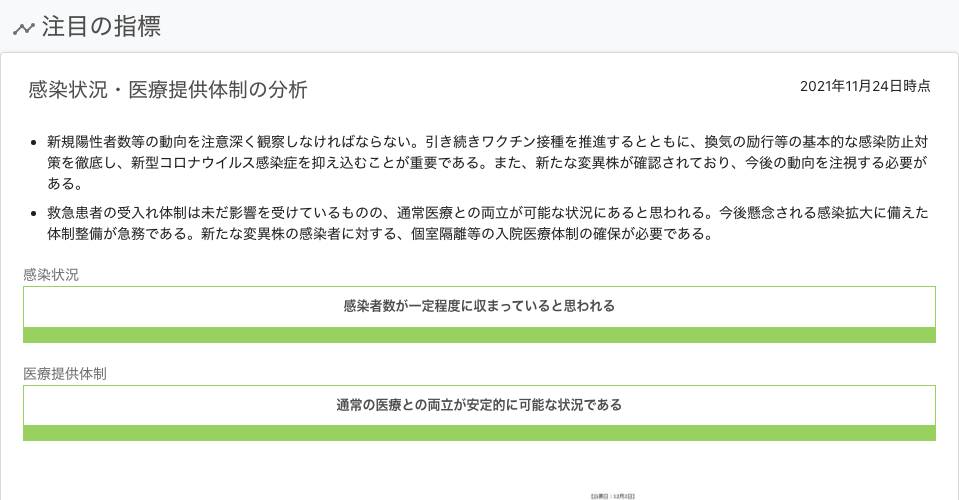 注目の指標
感染状況・医療提供体制の分析
2021年11月24日時点
新規陽性者数等の動向を注意深く観察しなければならない。引き続きワクチン接種を推進するとともに、換気の励行等の基本的な感染防止対
策を徹底し、新型コロナウイルス感染症を抑え込むことが重要である。また、新たな変異株が確認されており、今後の動向を注視する必要が
ある。
救急患者の受入れ体制は未だ影響を受けているものの、通常医療との両立が可能な状況にあると思われる。今後懸念される感染拡大に備えた
体制整備が急務である。新たな変異株の感染者に対する、個室隔離等の入院医療体制の確保が必要である。
感染状況
感染者数が一定程度に収まっていると思われる
医療提供体制
通常の医療との両立が安定的に可能な状況である
【公表日：12月2日】